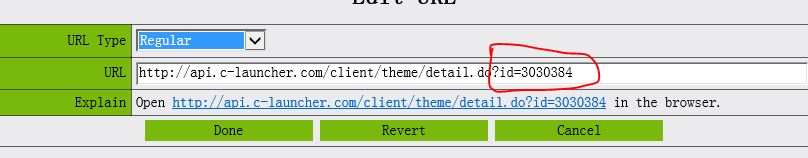 Edit URL
URL Type Regular
URL http://api.c-launcher.com/client/theme/detail.do?id=3030384
Explain Open http://api.c-launcher.com/client/theme/detail.do?id=3030384 in the browser.
Done Revert Cancel